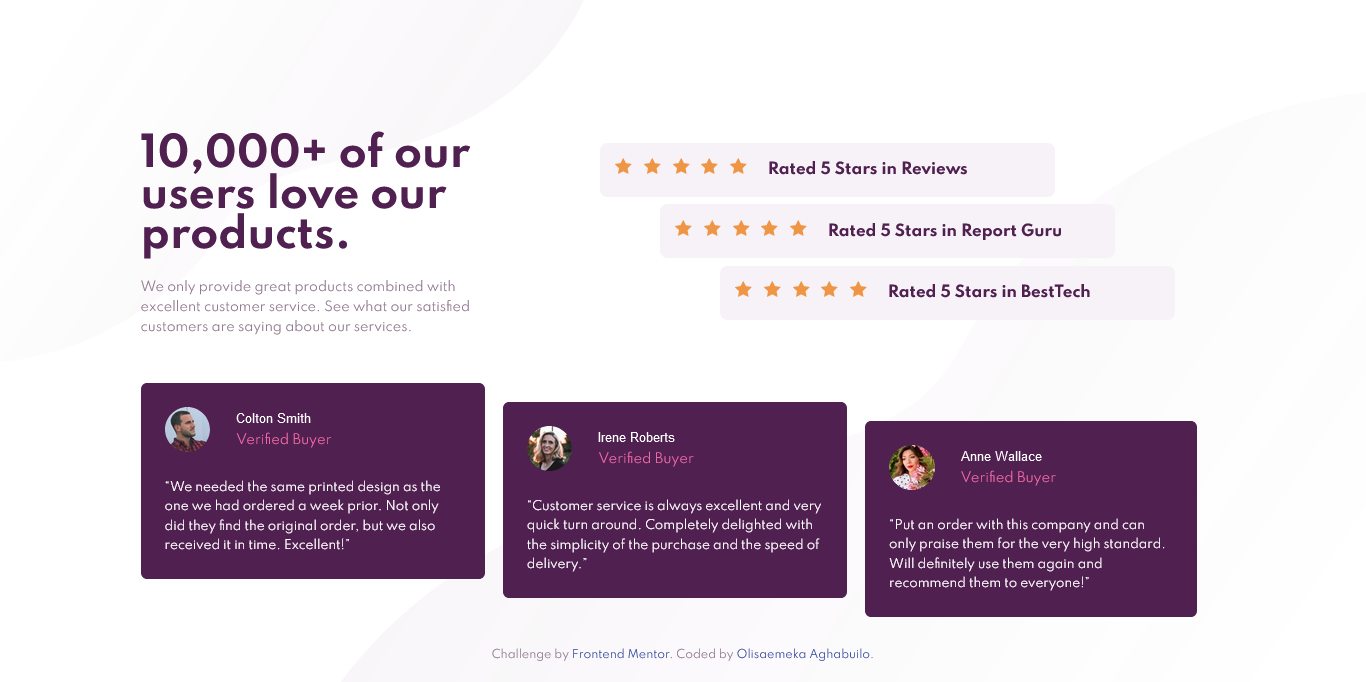 10,000+ of our
users love our
products.
We only provide great products combined with
excellent customer service. See what our satisfied
customers are saying about our services.
Rated 5 Stars in Reviews
Rated 5 Stars in Report Guru
Rated 5 Stars in BestTech
Colton Smith
Verified Buyer
“We needed the same printed design as the
one we had ordered a week prior. Not only
did they find the original order, but we also
received it in time. Excellent!”
Irene Roberts
Verified Buyer
“Customer service is always excellent and very
quick turn around. Completely delighted with
the simplicity of the purchase and the speed of
delivery.”
Anne Wallace
Verified Buyer
“Put an order with this company and can
only praise them for the very high standard.
Will definitely use them again and
recommend them to everyone!”
Challenge by Frontend Mentor. Coded by Olisaemeka Aghabuilo.